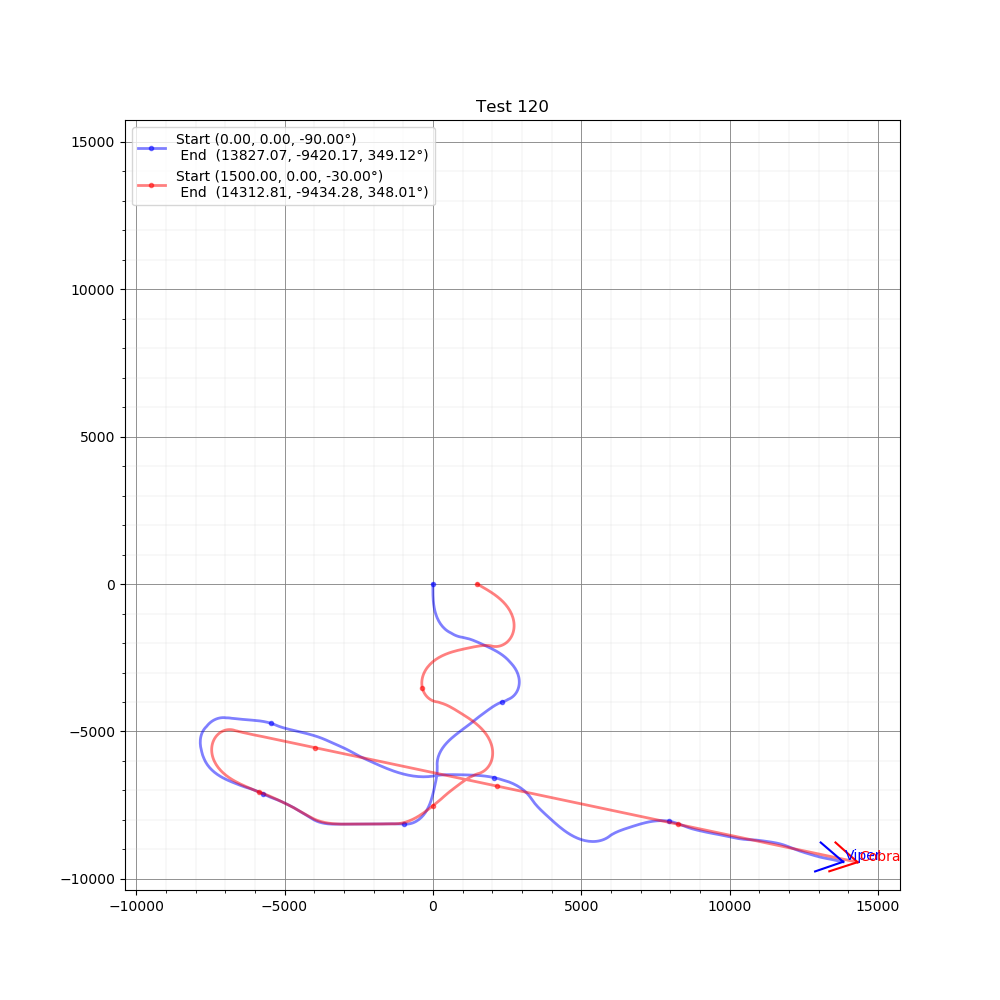 Test 120
Start (0.00, 0.00, -90.00°)
End  (13827.07, -9420.17, 349.12°)
Start (1500.00, 0.00, -30.00°)
End  (14312.81, -9434.28, 348.01°)
15000
10000
5000
0
−5000
−10000
Viper
Cobra
−10000
−5000
0
5000
10000
15000